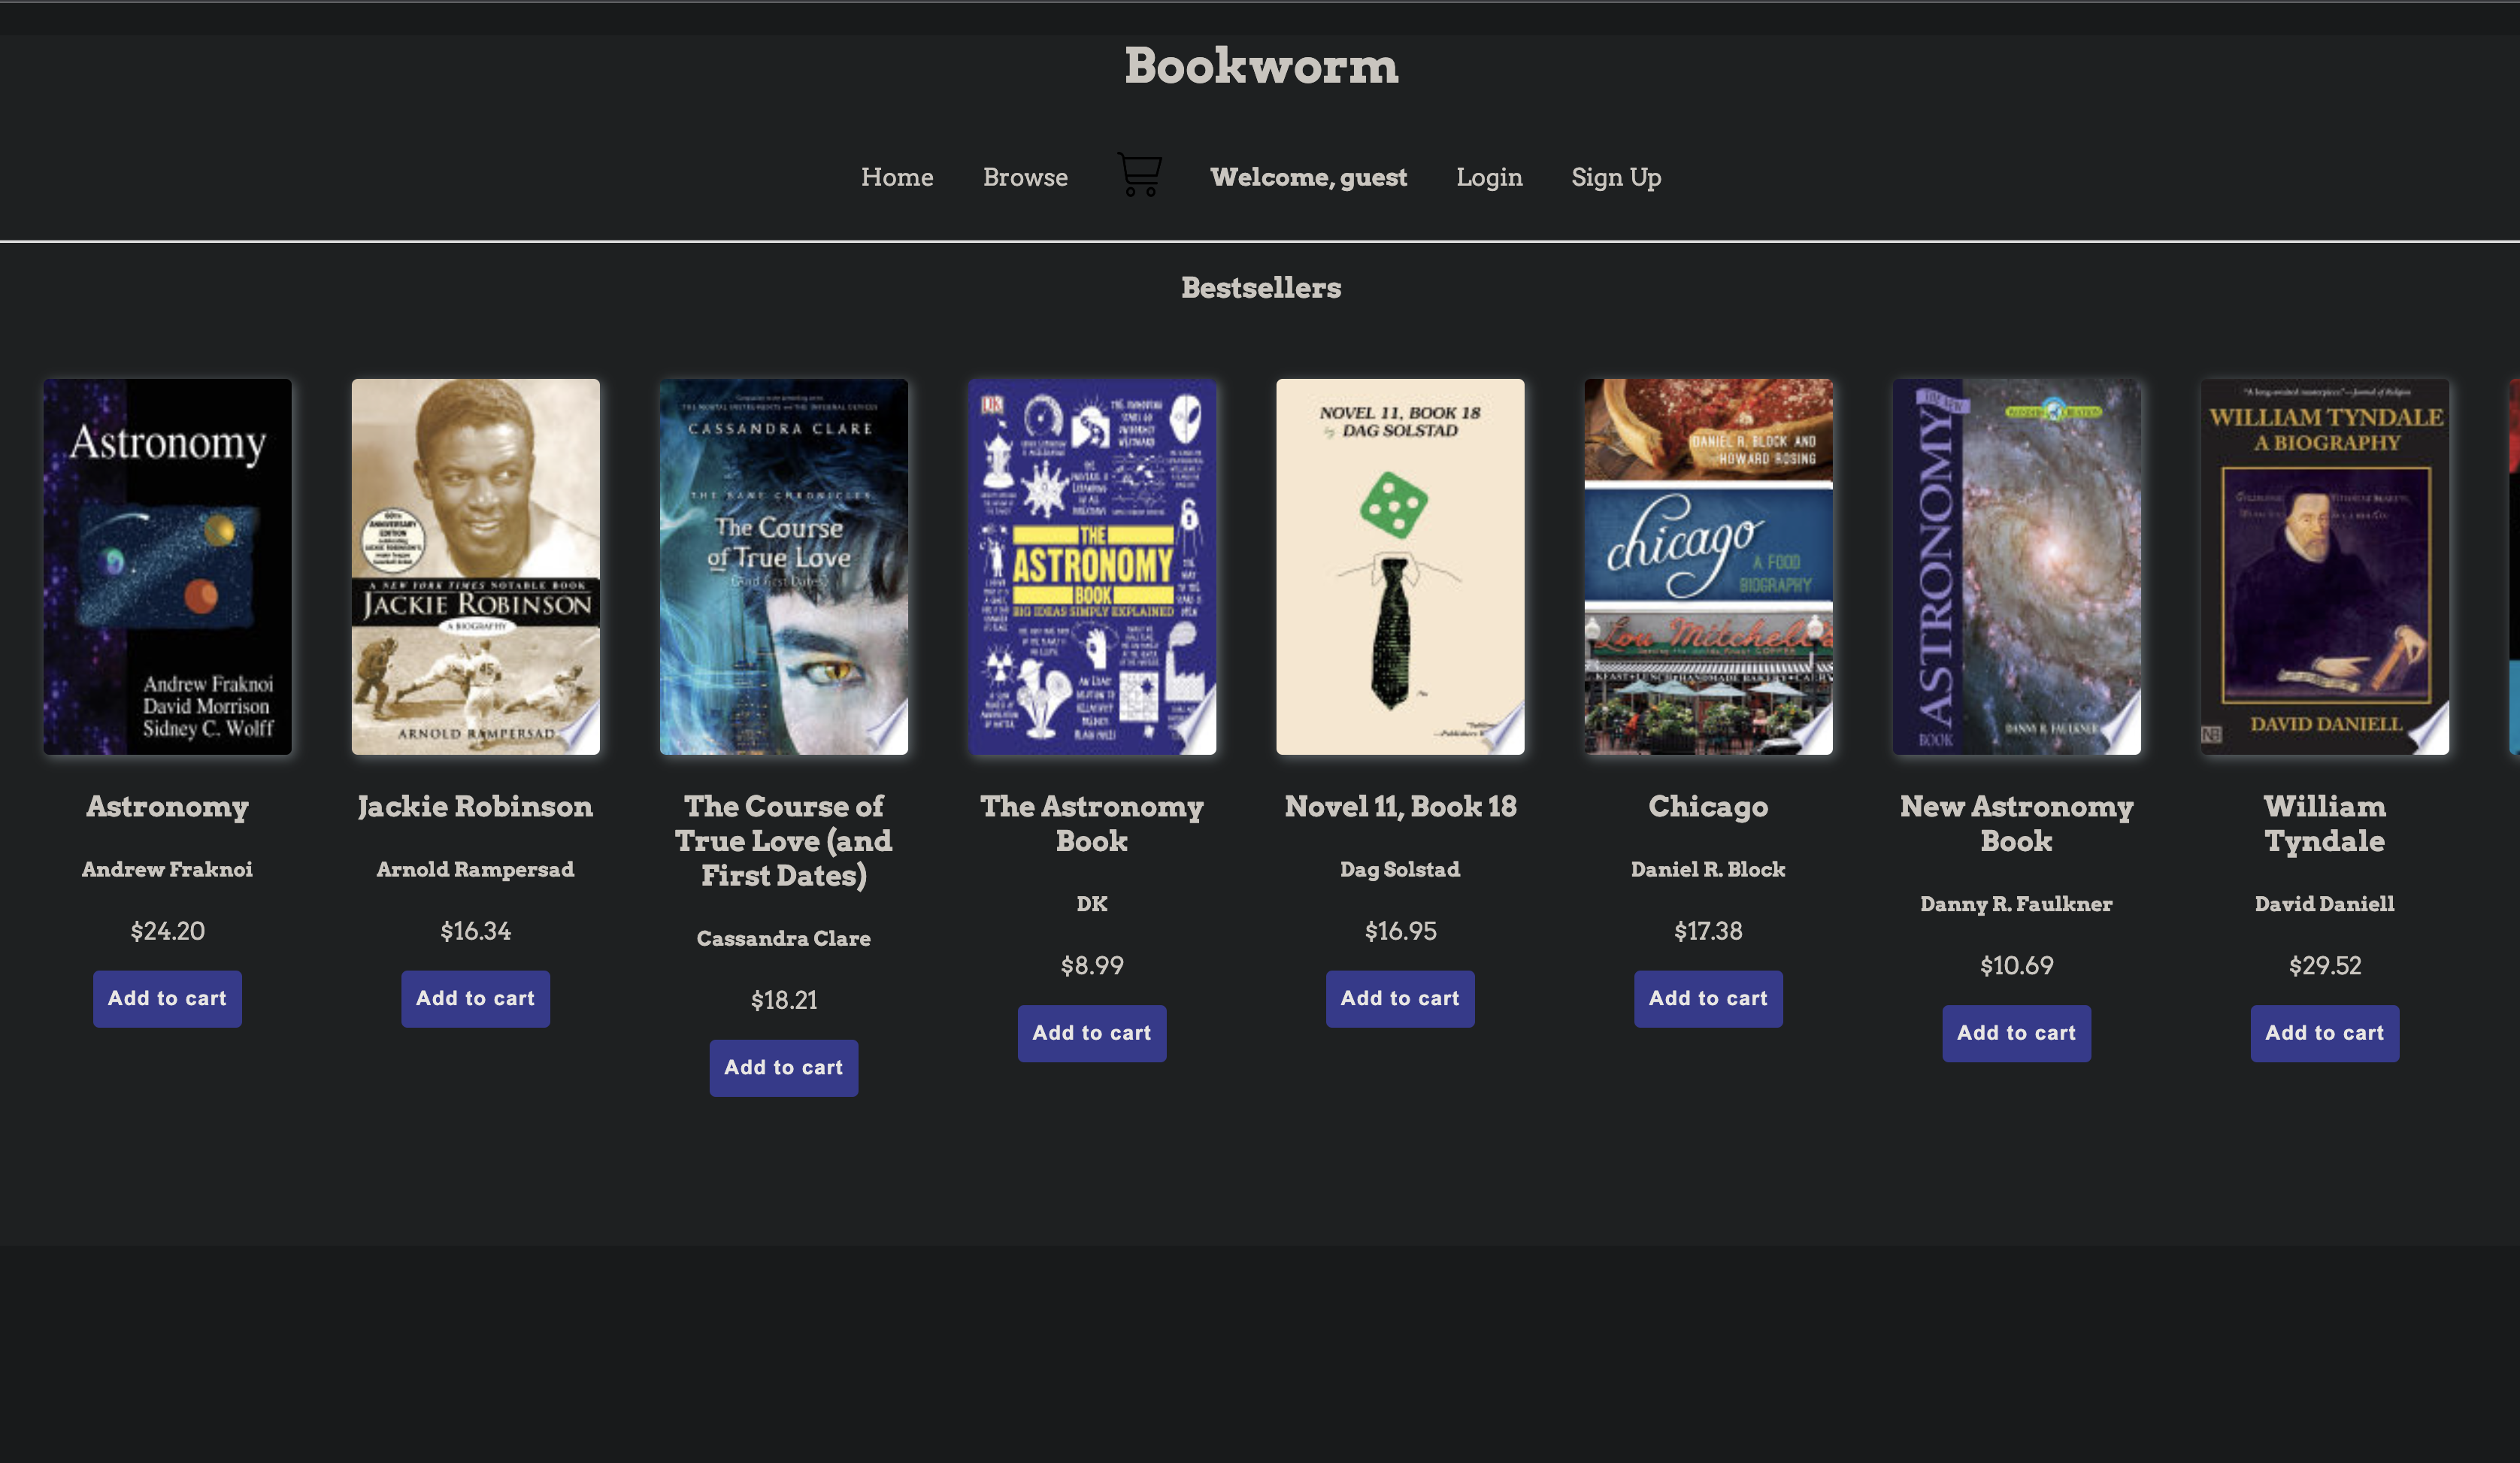 Bookworm
Home Browse Welcome, guest Login Sign Up
Bestsellers
Astronomy
Andrew Fraknoi
David Morrison
Sidney C. Wolff
A NEW YORK TIMES NOTABLE BOOK
JACKIE ROBINSON
A BIOGRAPHY
ARNOLD RAMPERSAD
CASSANDRA CLARE
The Course
of True Love
(and First Dates)
DK
THE
ASTRONOMY
BOOK
BIG IDEAS SIMPLY EXPLAINED
NOVEL 11, BOOK 18
by DAG SOLSTAD
DANIEL R. BLOCK AND
HOWARD ROSING
chicago
A FOOD
BIOGRAPHY
Lou Mitchell's
ASTRONOMY
BOOK
DANNY R. FAULKNER
"A long-awaited masterpiece."—Journal of Religion
WILLIAM TYNDALE
A BIOGRAPHY
DAVID DANIELL
Astronomy
Andrew Fraknoi
$24.20
Add to cart
Jackie Robinson
Arnold Rampersad
$16.34
Add to cart
The Course of
True Love (and
First Dates)
Cassandra Clare
$18.21
Add to cart
The Astronomy
Book
DK
$8.99
Add to cart
Novel 11, Book 18
Dag Solstad
$16.95
Add to cart
Chicago
Daniel R. Block
$17.38
Add to cart
New Astronomy
Book
Danny R. Faulkner
$10.69
Add to cart
William
Tyndale
David Daniell
$29.52
Add to cart